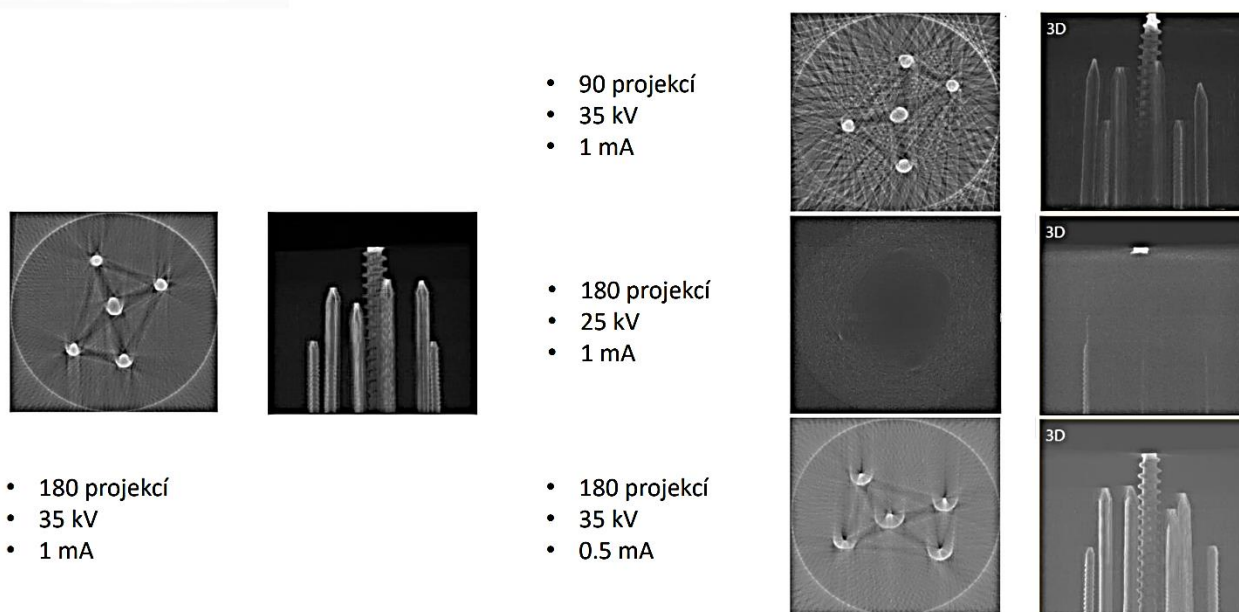 • 180 projekcí
• 35 kV
• 1 mA
• 90 projekcí
• 35 kV
• 1 mA
3D
• 180 projekcí
• 25 kV
• 1 mA
3D
• 180 projekcí
• 35 kV
• 0.5 mA
3D